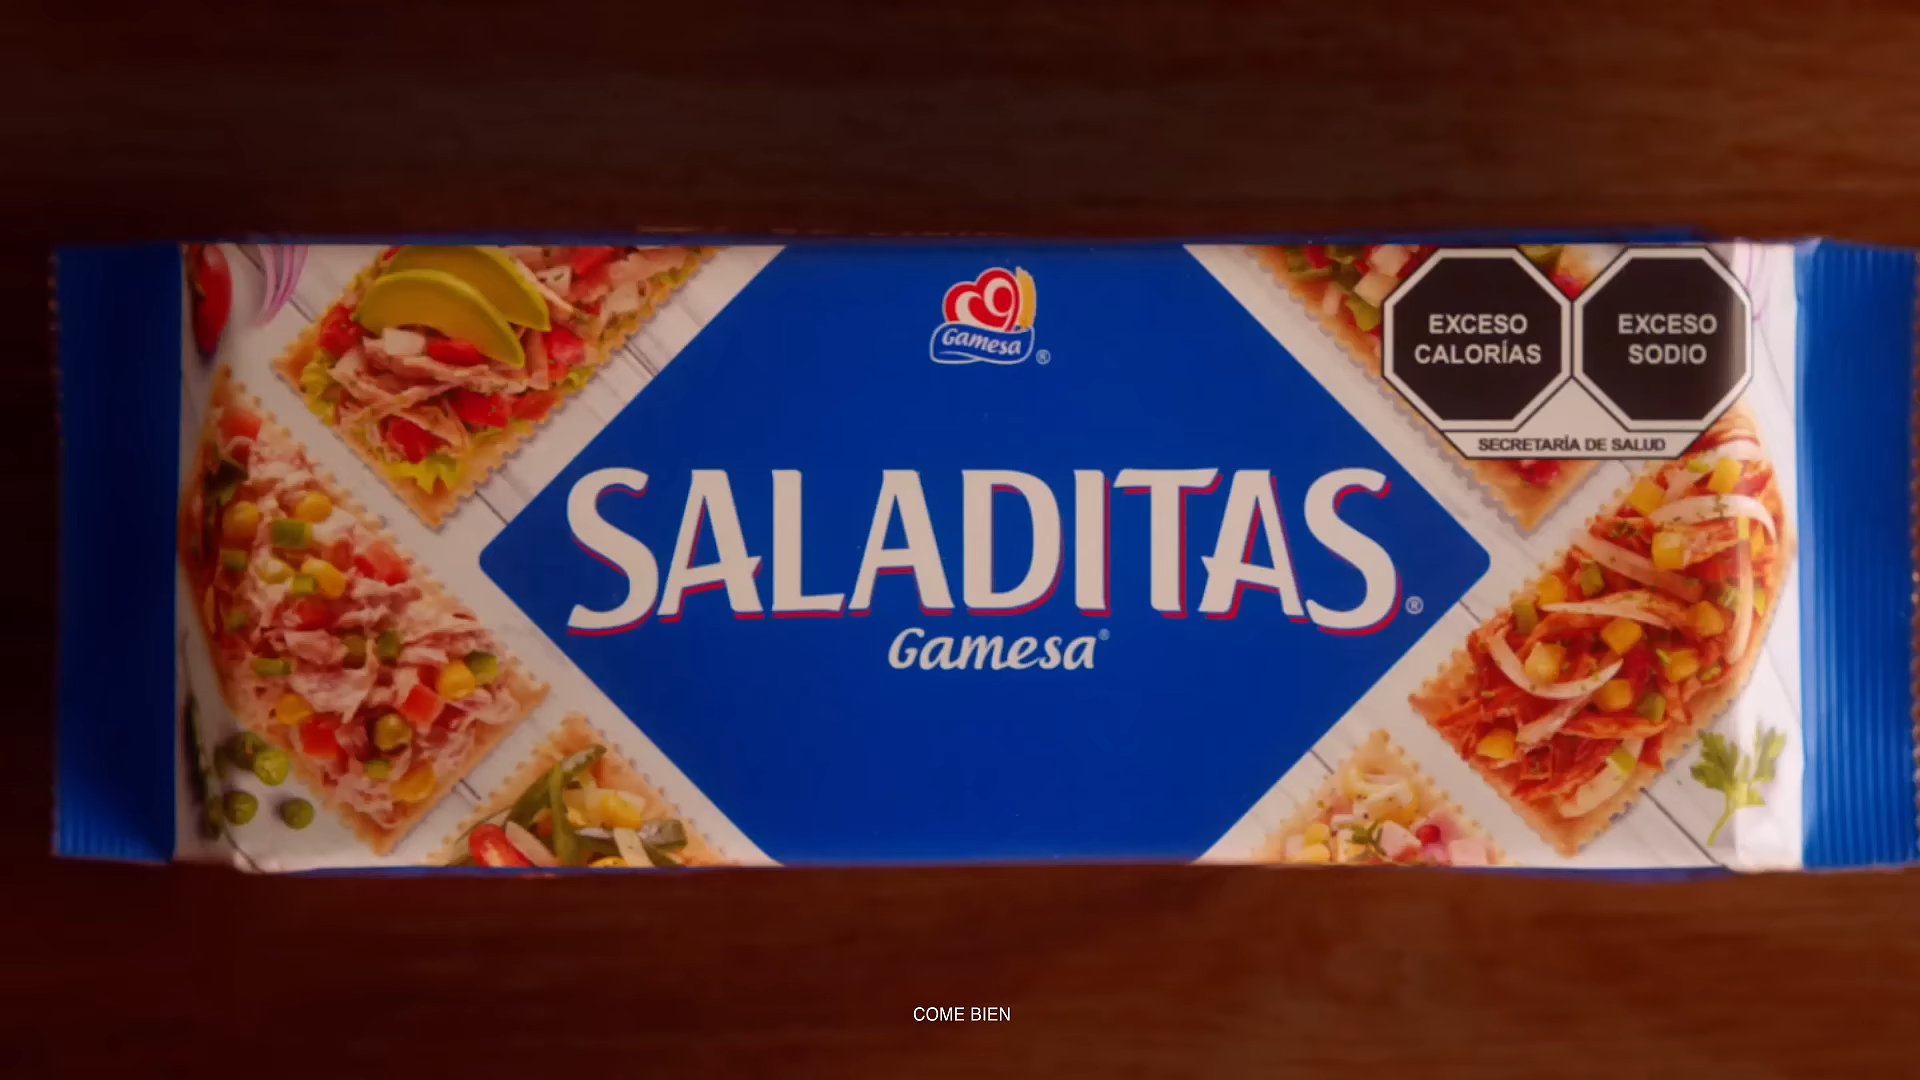 Gamesa ®
EXCESO
CALORÍAS
EXCESO
SODIO
SECRETARÍA DE SALUD
SALADITAS®
Gamesa®
COME BIEN